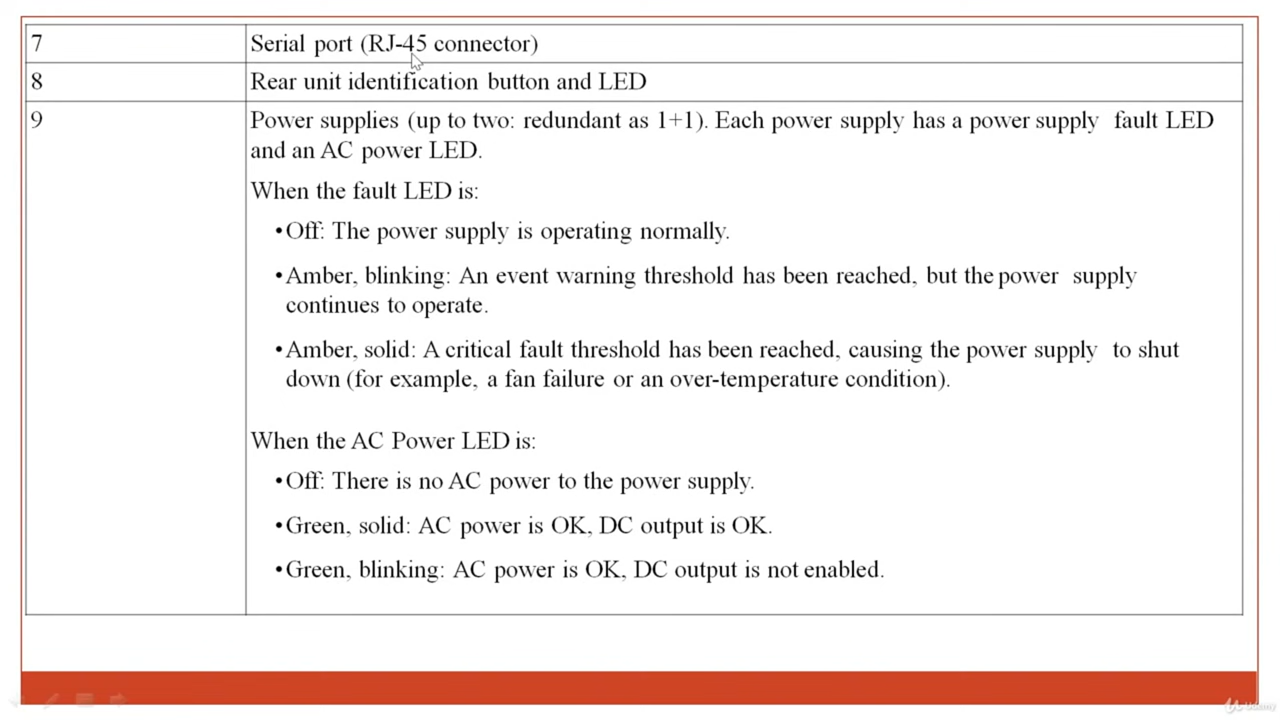 7
Serial port (RJ-45 connector)
8
Rear unit identification button and LED
9
Power supplies (up to two: redundant as 1+1). Each power supply has a power supply fault LED
and an AC power LED.
When the fault LED is:
•Off: The power supply is operating normally.
•Amber, blinking: An event warning threshold has been reached, but the power supply
continues to operate.
•Amber, solid: A critical fault threshold has been reached, causing the power supply to shut
down (for example, a fan failure or an over-temperature condition).
When the AC Power LED is:
•Off: There is no AC power to the power supply.
•Green, solid: AC power is OK, DC output is OK.
•Green, blinking: AC power is OK, DC output is not enabled.
Udemy